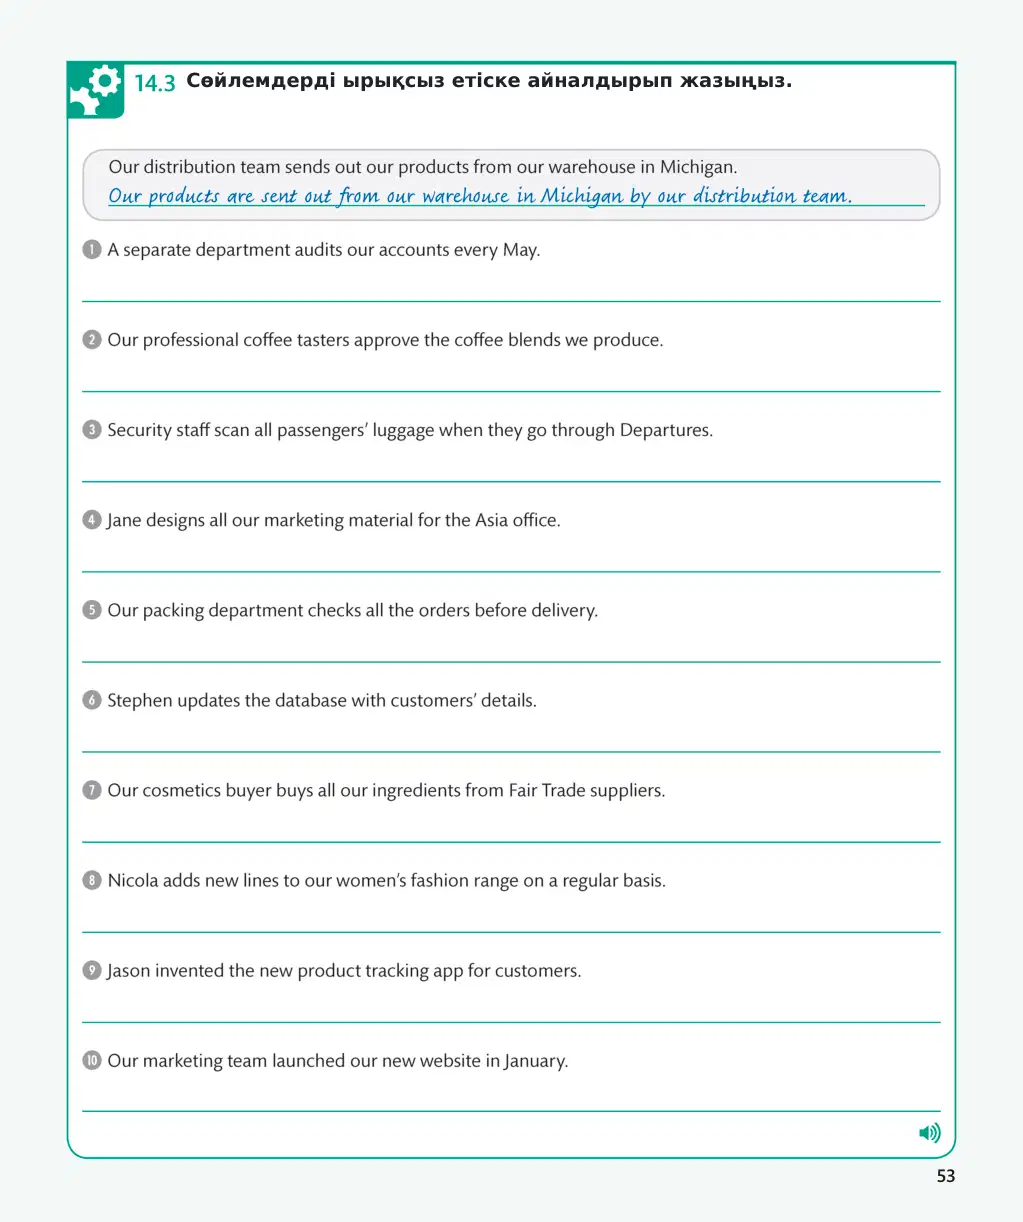 14.3 Сөйлемдерді ырықсыз етіске айналдырып жазыңыз.
Our distribution team sends out our products from our warehouse in Michigan.
Our products are sent out from our warehouse in Michigan by our distribution team.
1 A separate department audits our accounts every May.
2 Our professional coffee tasters approve the coffee blends we produce.
3 Security staff scan all passengers’ luggage when they go through Departures.
4 Jane designs all our marketing material for the Asia office.
5 Our packing department checks all the orders before delivery.
6 Stephen updates the database with customers’ details.
7 Our cosmetics buyer buys all our ingredients from Fair Trade suppliers.
8 Nicola adds new lines to our women’s fashion range on a regular basis.
9 Jason invented the new product tracking app for customers.
10 Our marketing team launched our new website in January.
53